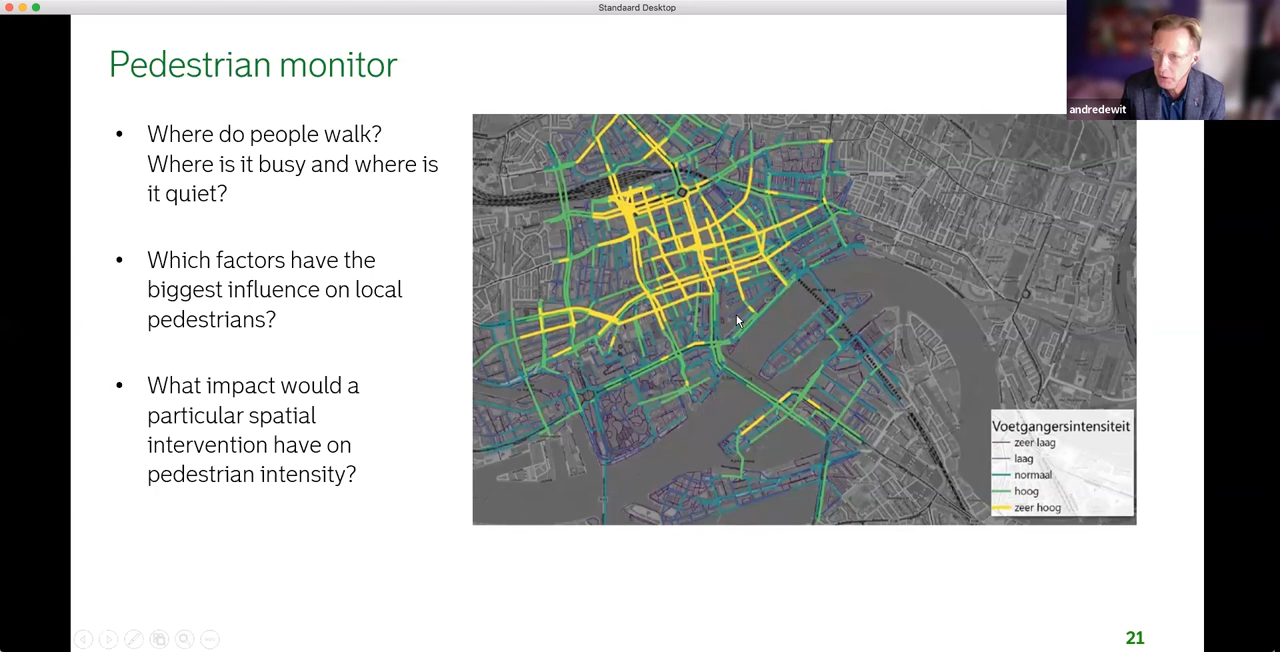 Standaard Desktop
andredewit
Pedestrian monitor
• Where do people walk?
Where is it busy and where is
it quiet?
• Which factors have the
biggest influence on local
pedestrians?
• What impact would a
particular spatial
intervention have on
pedestrian intensity?
Voetgangersintensiteit
zeer laag
laag
normaal
hoog
zeer hoog
21